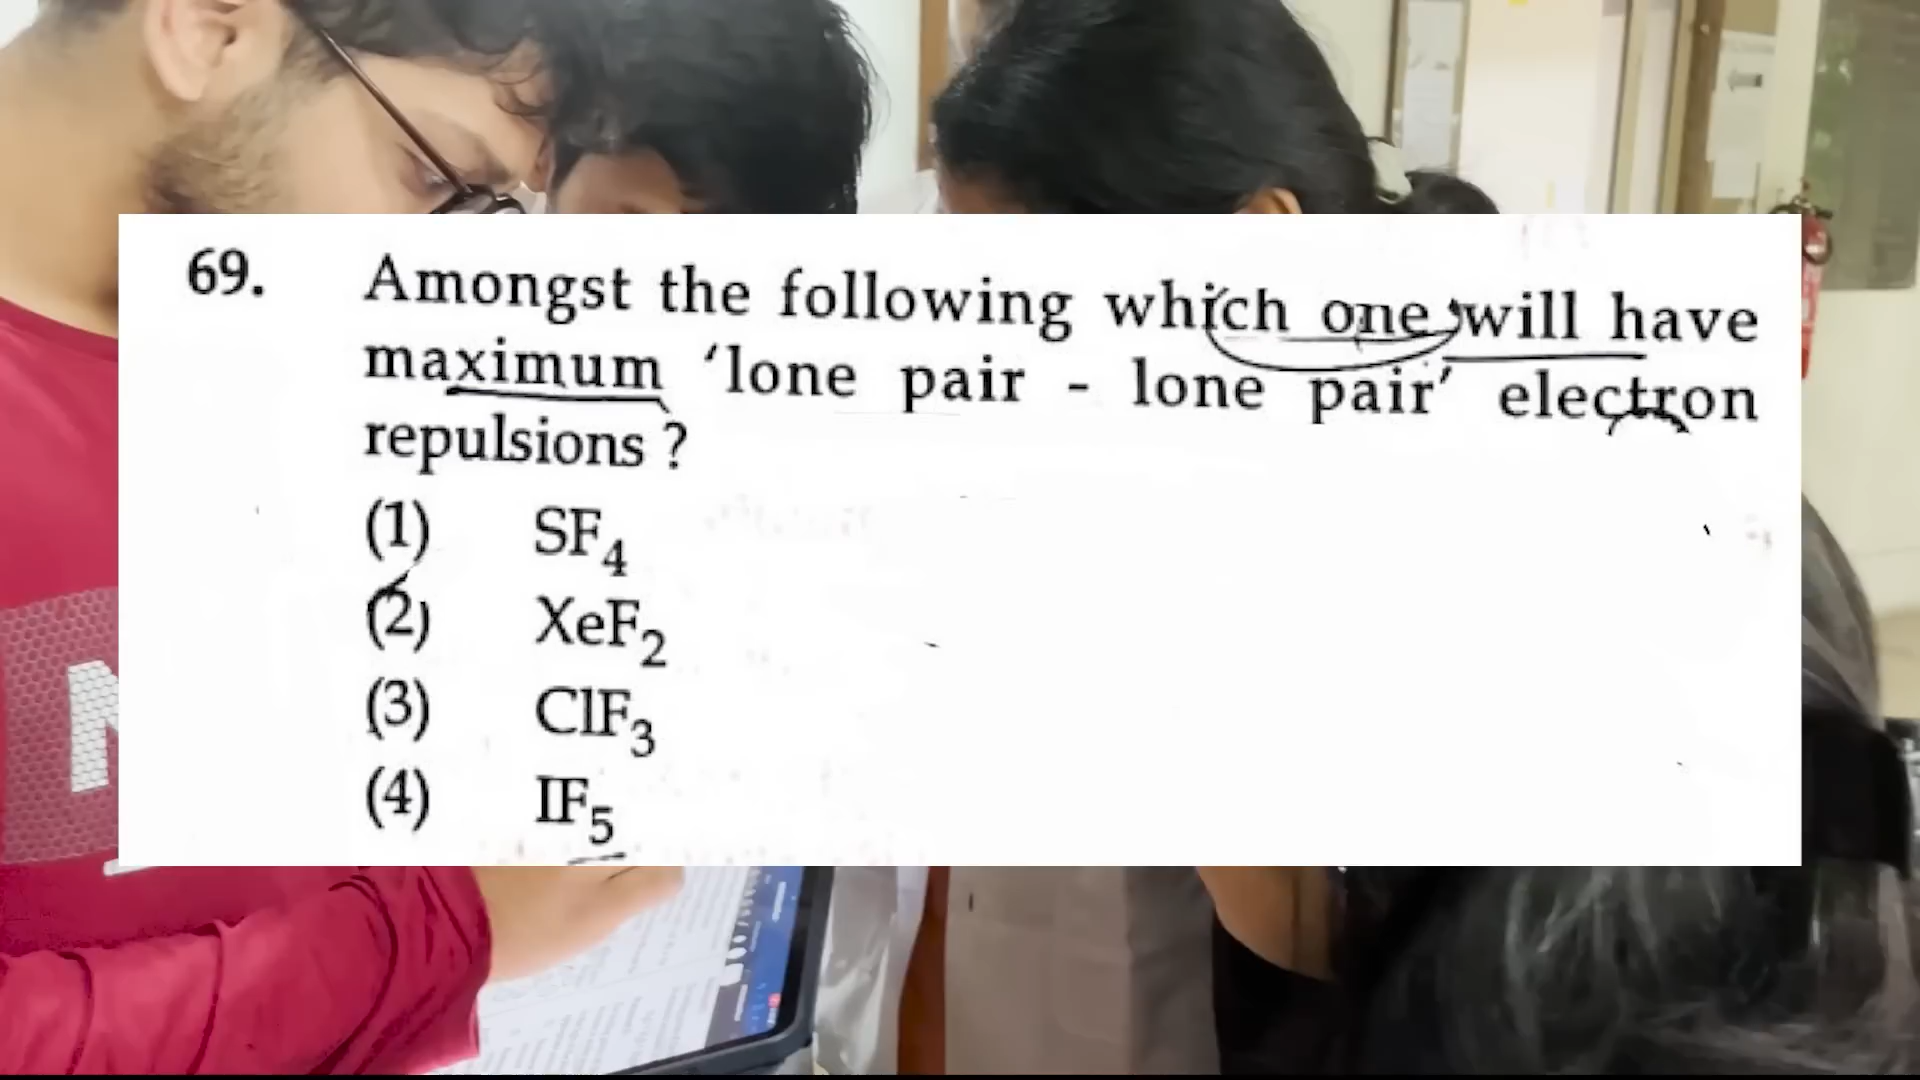 69. Amongst the following which one will have
maximum 'lone pair - lone pair' electron
repulsions ?
(1) SF₄
(2) XeF₂
(3) ClF₃
(4) IF₅